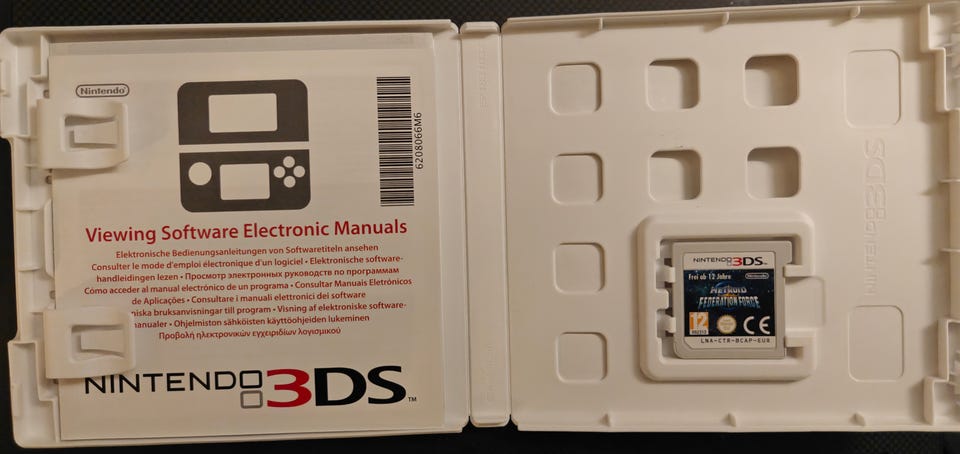 Nintendo
6208066M6
Viewing Software Electronic Manuals
Elektronische Bedienungsanleitungen von Softwaretiteln ansehen
Consulter le mode d'emploi électronique d'un logiciel • Elektronische software-
handleidingen lezen • Просмотр электронных руководств по программам
Cómo acceder al manual electrónico de un programa • Consultar Manuais Eletrónicos
de Aplicações • Consultare i manuali elettronici dei software
bruksanvisningar till program • Visning af elektroniske software-
Ohjelmiston sähköisten käyttöohjeiden lukeminen
Προβολή ηλεκτρονικών εγχειριδίων λογισμικού
NINTENDO 3DS™
NINTENDO 3DS
NINTENDO 3DS™
Frei ab 12 Jahre
Nintendo
METROID PRIME
FEDERATION FORCE
12
CE
LNA-CTR-BCAP-EUR